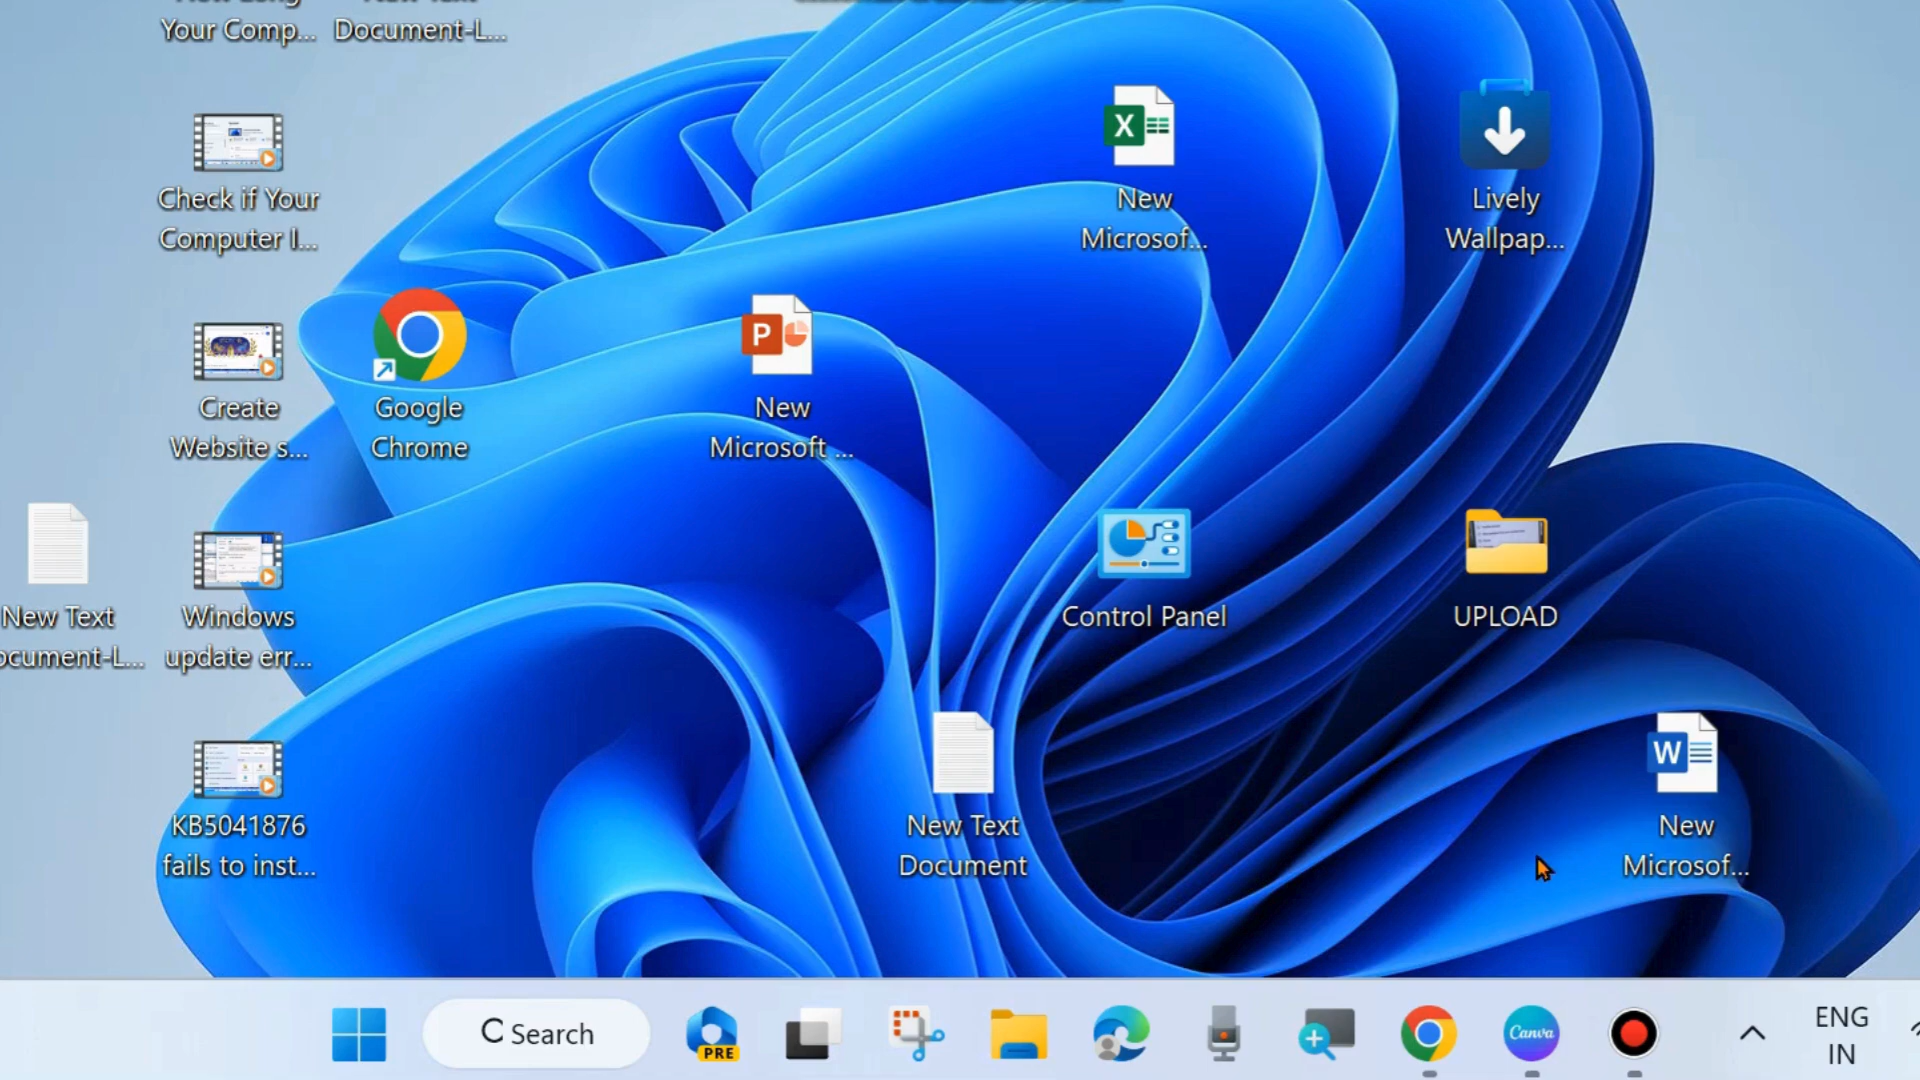 Your Comp...
Document-L...
Check if Your
Computer I...
X
New
Microsof...
Lively
Wallpap...
Create
Website s...
Google
Chrome
P
New
Microsoft ...
New Text
ocument-L...
Windows
update err...
Control Panel
UPLOAD
KB5041876
fails to inst...
New Text
Document
W
New
Microsof...
Search
PRE
Canva
ENG
IN